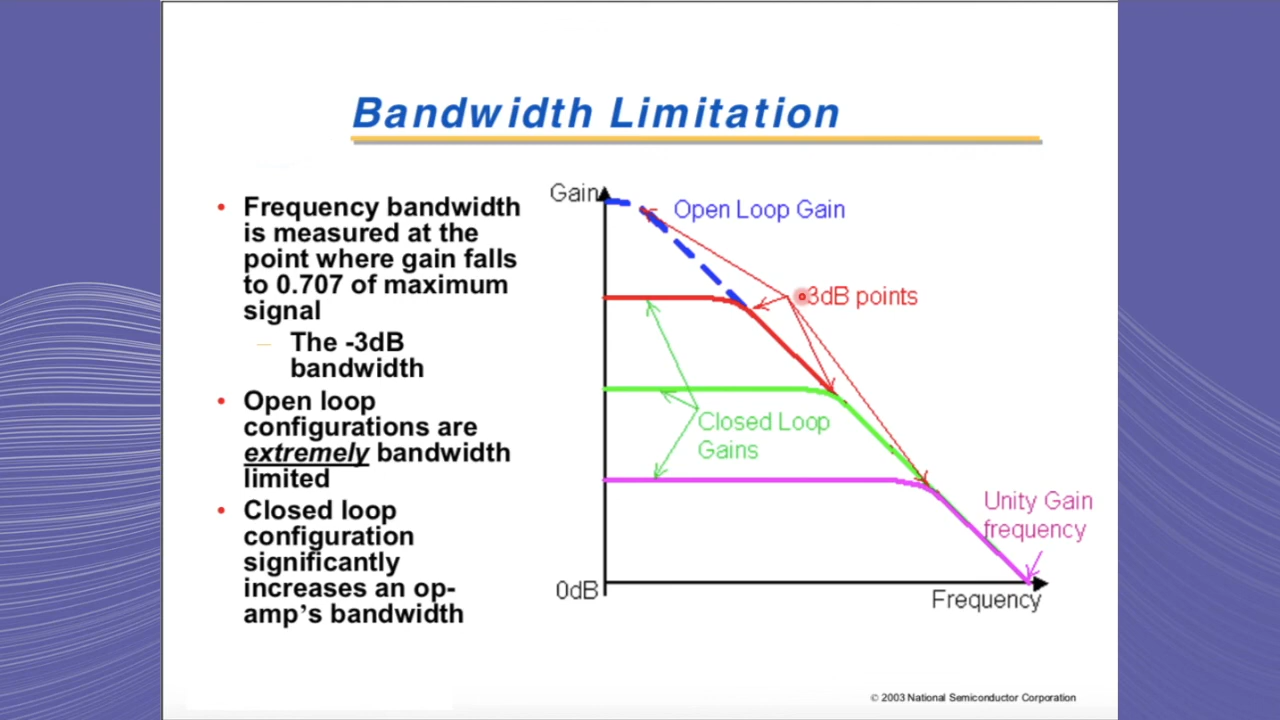 Bandwidth Limitation
• Frequency bandwidth
is measured at the
point where gain falls
to 0.707 of maximum
signal
– The -3dB
bandwidth
• Open loop
configurations are
extremely bandwidth
limited
• Closed loop
configuration
significantly
increases an op-
amp’s bandwidth
Gain
Open Loop Gain
3dB points
Closed Loop
Gains
Unity Gain
frequency
0dB
Frequency
© 2003 National Semiconductor Corporation